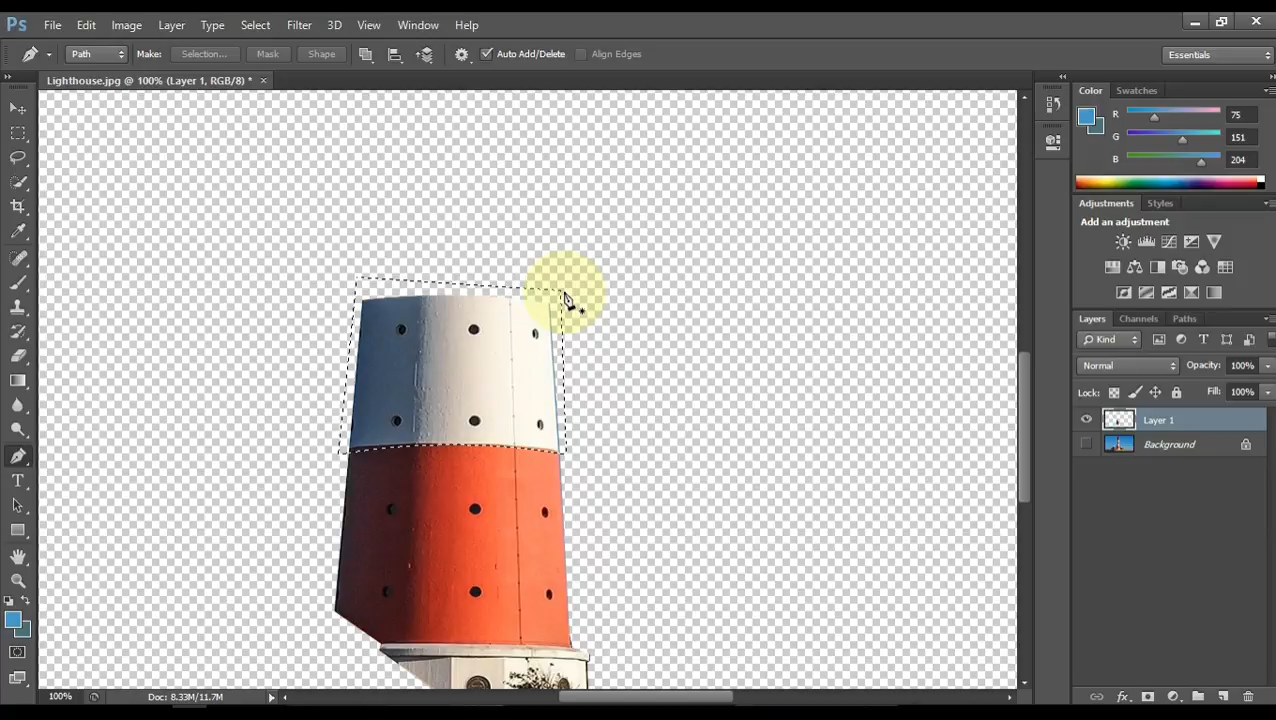 Ps File Edit Image Layer Type Select Filter 3D View Window Help
Path Make: Selection... Mask Shape Auto Add/Delete Align Edges Essentials
Lighthouse.jpg @ 100% (Layer 1, RGB/8) * ×
Color Swatches
R 75
G 151
B 204
Adjustments Styles
Add an adjustment
Layers Channels Paths
Kind T
Normal Opacity: 100%
Lock: Fill: 100%
Layer 1
Background
T
100% Doc: 8.33M/11.7M
fx